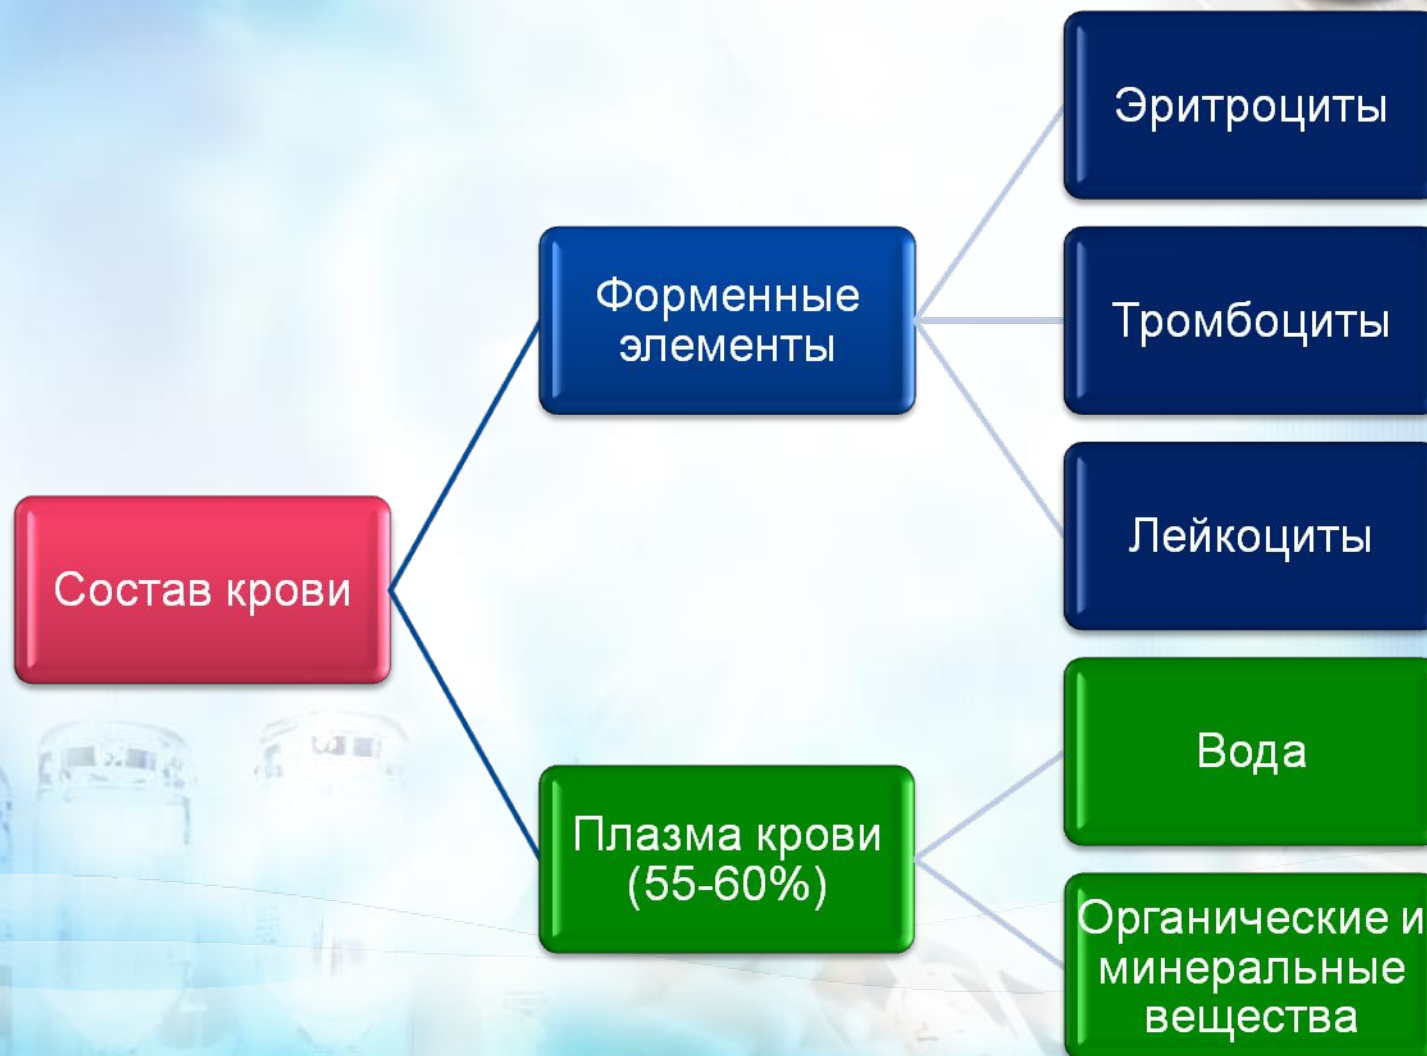 Эритроциты
Форменные
элементы
Тромбоциты
Лейкоциты
Состав крови
Вода
Плазма крови
(55-60%)
Органические и
минеральные
вещества